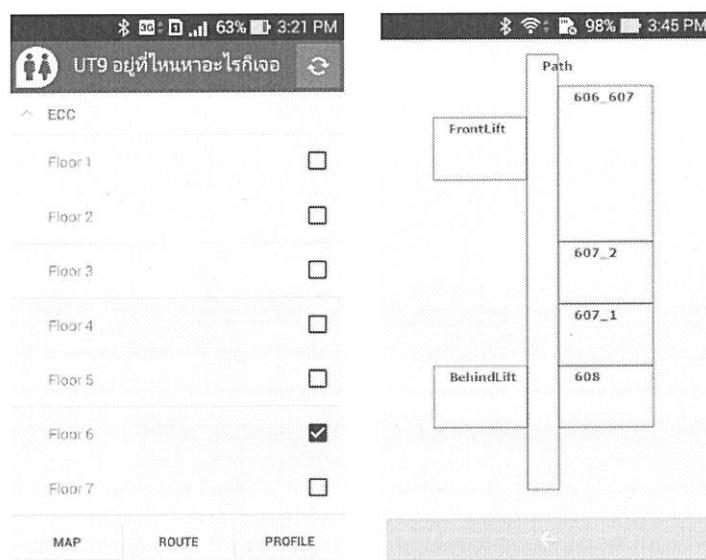 3G 1 63% 3:21 PM
UT9 อยู่ที่ไหนหาอะไรก็เจอ
ECC
Floor 1
Floor 2
Floor 3
Floor 4
Floor 5
Floor 6
Floor 7
MAP ROUTE PROFILE
98% 3:45 PM
Path
606_607
FrontLift
607_2
607_1
BehindLift 608